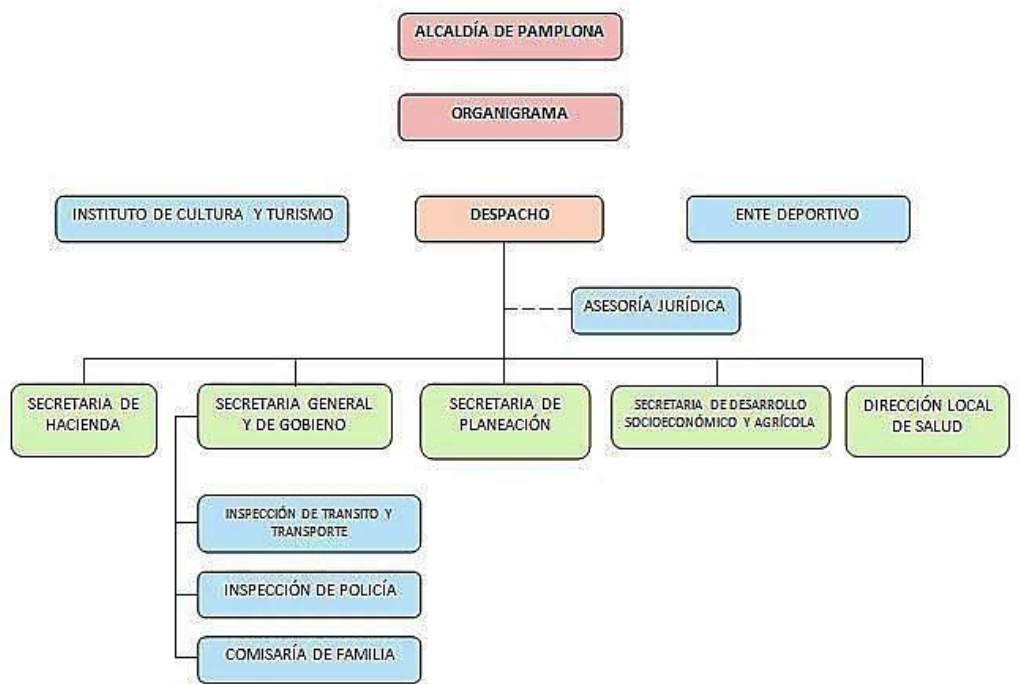 ALCALDÍA DE PAMPLONA
ORGANIGRAMA
INSTITUTO DE CULTURA Y TURISMO
DESPACHO
ENTE DEPORTIVO
ASESORÍA JURÍDICA
SECRETARIA DE
HACIENDA
SECRETARIA GENERAL
Y DE GOBIENO
SECRETARIA DE
PLANEACIÓN
SECRETARIA DE DESARROLLO
SOCIOECONÓMICO Y AGRÍCOLA
DIRECCIÓN LOCAL
DE SALUD
INSPECCIÓN DE TRANSITO Y
TRANSPORTE
INSPECCIÓN DE POLICÍA
COMISARÍA DE FAMILIA